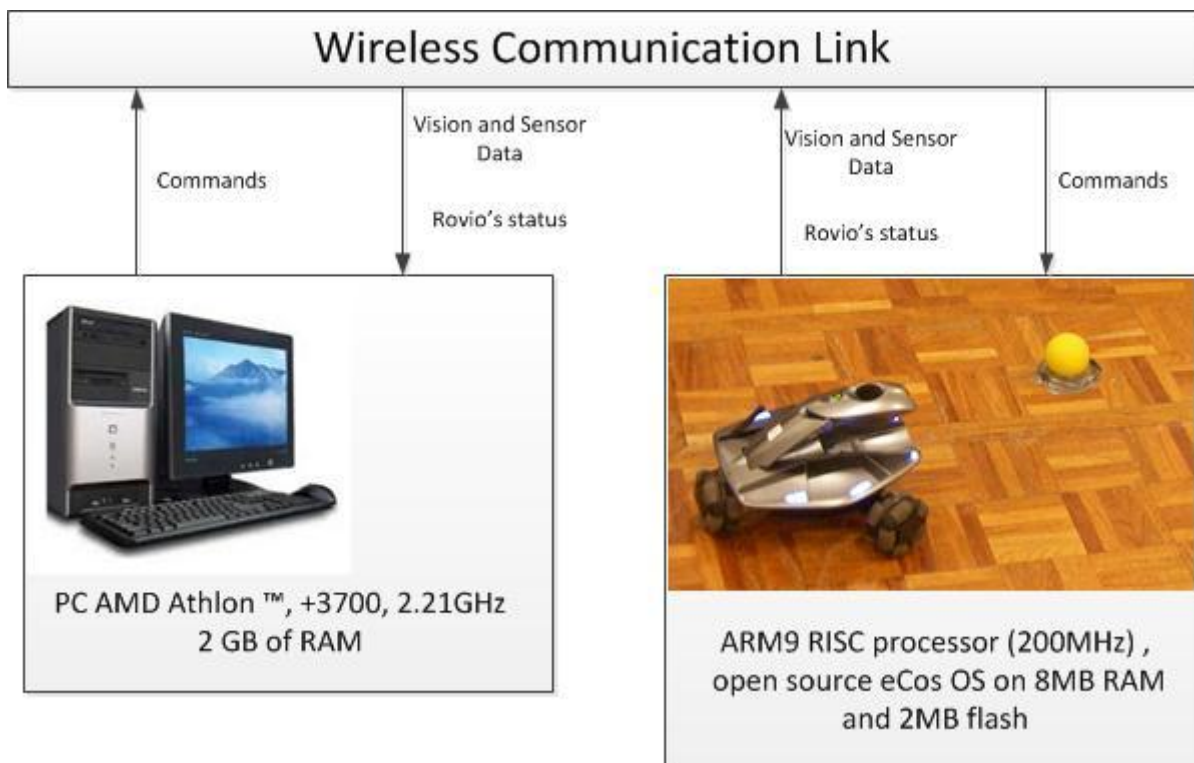 Wireless Communication Link
Commands
Vision and Sensor
Data
Rovio's status
Vision and Sensor
Data
Rovio's status
Commands
PC AMD Athlon ™, +3700, 2.21GHz
2 GB of RAM
ARM9 RISC processor (200MHz) ,
open source eCos OS on 8MB RAM
and 2MB flash